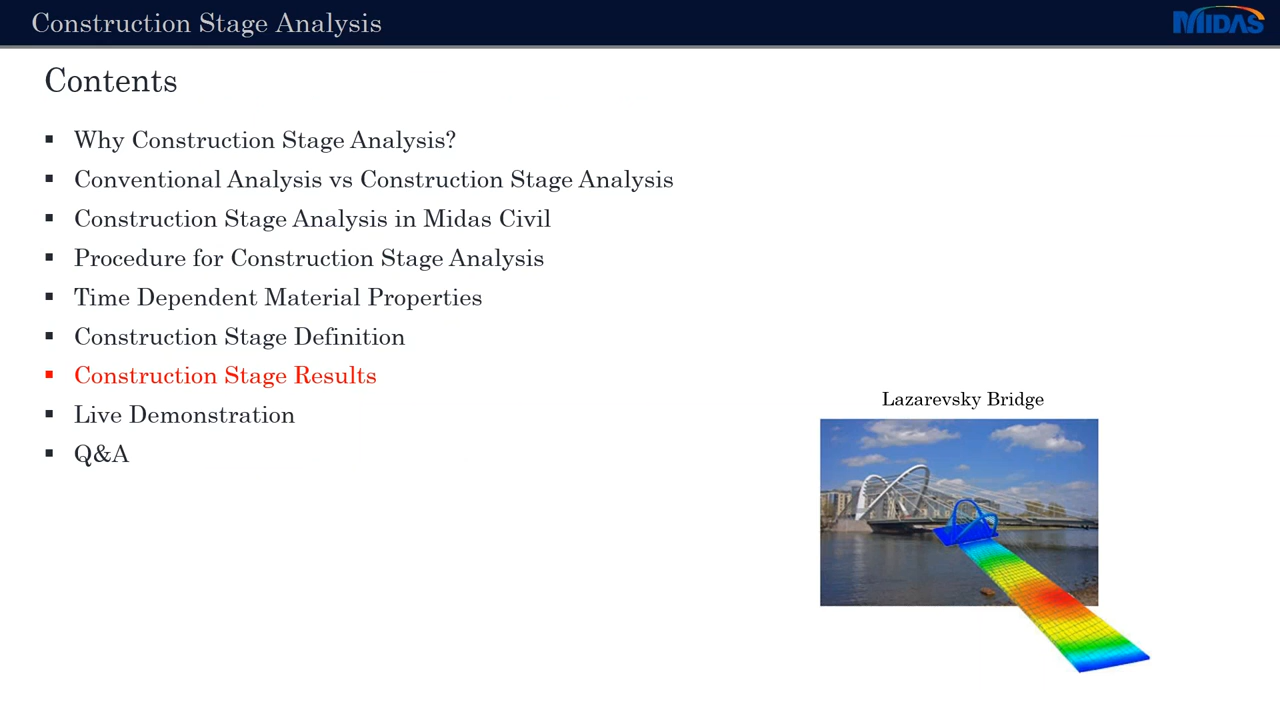 Construction Stage Analysis
MIDAS
Contents
▪ Why Construction Stage Analysis?
▪ Conventional Analysis vs Construction Stage Analysis
▪ Construction Stage Analysis in Midas Civil
▪ Procedure for Construction Stage Analysis
▪ Time Dependent Material Properties
▪ Construction Stage Definition
▪ Construction Stage Results
▪ Live Demonstration
▪ Q&A
Lazarevsky Bridge